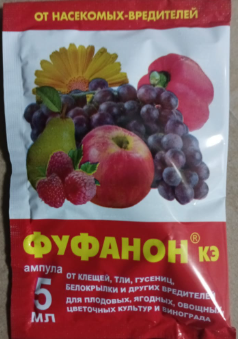 ОТ НАСЕКОМЫХ-ВРЕДИТЕЛЕЙ
ФУФАНОН® КЭ
ампула
5
мл
ОТ КЛЕЩЕЙ, ТЛИ, ГУСЕНИЦ,
БЕЛОКРЫЛКИ И ДРУГИХ ВРЕДИТЕЛЕЙ
ДЛЯ ПЛОДОВЫХ, ЯГОДНЫХ, ОВОЩНЫХ,
ЦВЕТОЧНЫХ КУЛЬТУР И ВИНОГРАДА